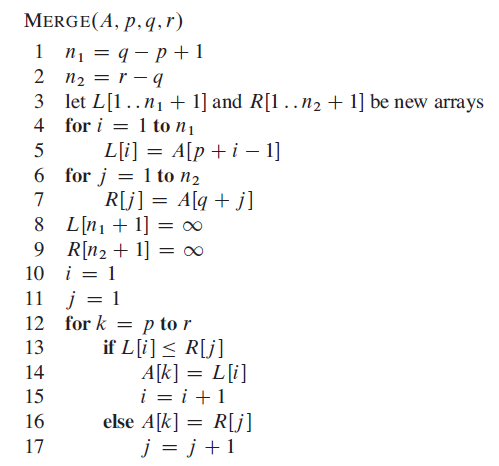 MERGE(A, p, q, r)
1 n₁ = q − p + 1
2 n₂ = r − q
3 let L[1 . . n₁ + 1] and R[1 . . n₂ + 1] be new arrays
4 for i = 1 to n₁
5 L[i] = A[p + i − 1]
6 for j = 1 to n₂
7 R[j] = A[q + j]
8 L[n₁ + 1] = ∞
9 R[n₂ + 1] = ∞
10 i = 1
11 j = 1
12 for k = p to r
13 if L[i] ≤ R[j]
14 A[k] = L[i]
15 i = i + 1
16 else A[k] = R[j]
17 j = j + 1